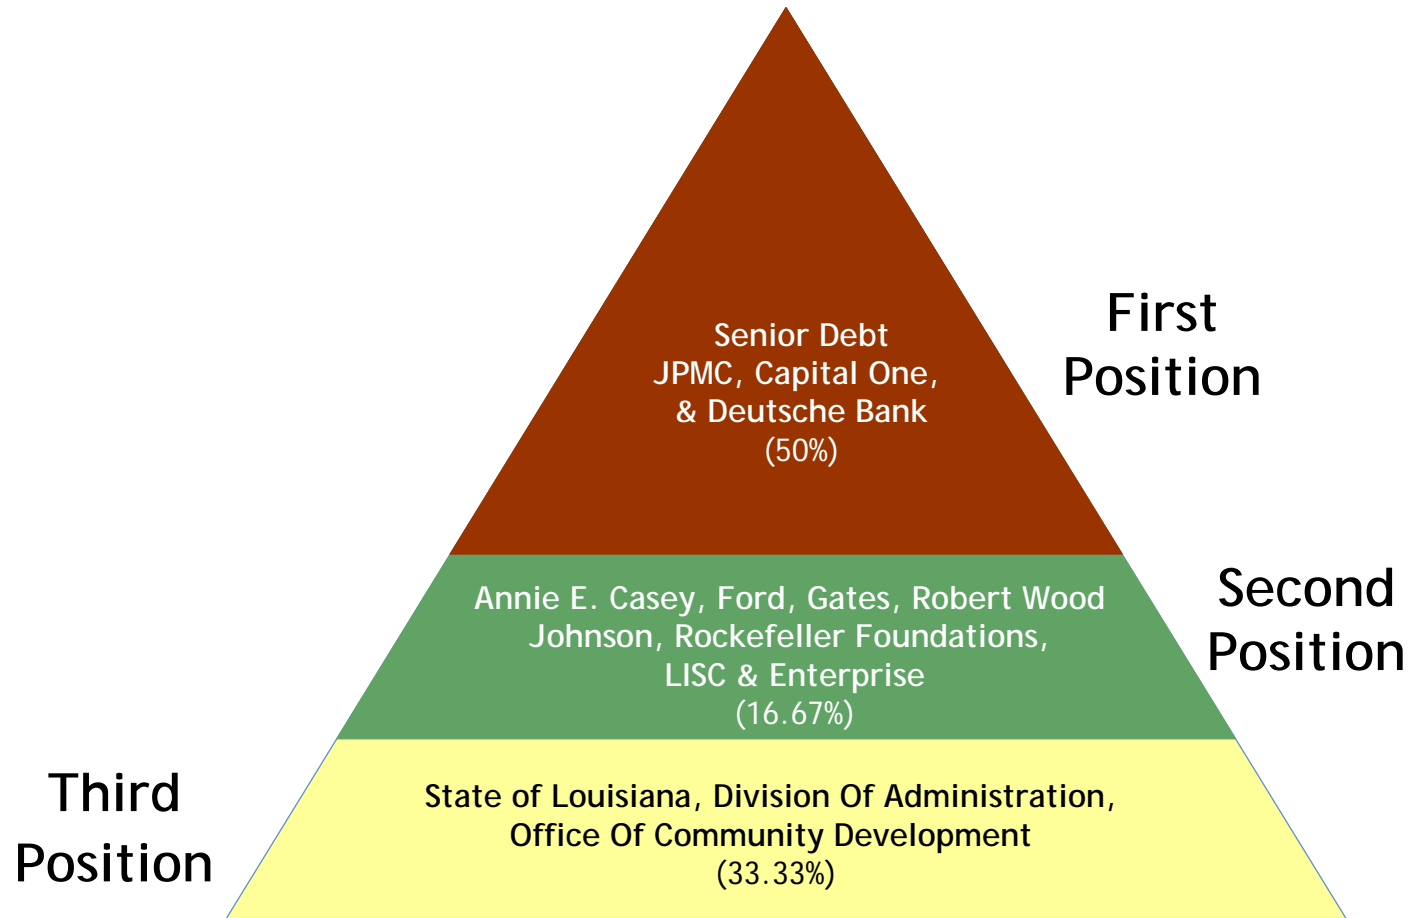 First
Position
Senior Debt
JPMC, Capital One,
& Deutsche Bank
(50%)
Second
Position
Annie E. Casey, Ford, Gates, Robert Wood
Johnson, Rockefeller Foundations,
LISC & Enterprise
(16.67%)
Third
Position
State of Louisiana, Division Of Administration,
Office Of Community Development
(33.33%)